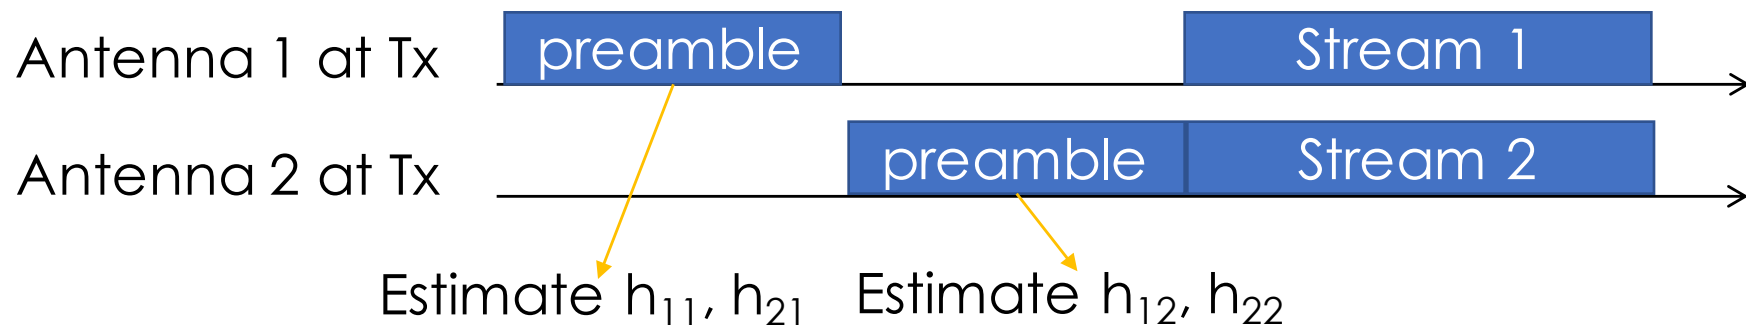 Antenna 1 at Tx preamble Stream 1
Antenna 2 at Tx preamble Stream 2
Estimate h₁₁, h₂₁ Estimate h₁₂, h₂₂